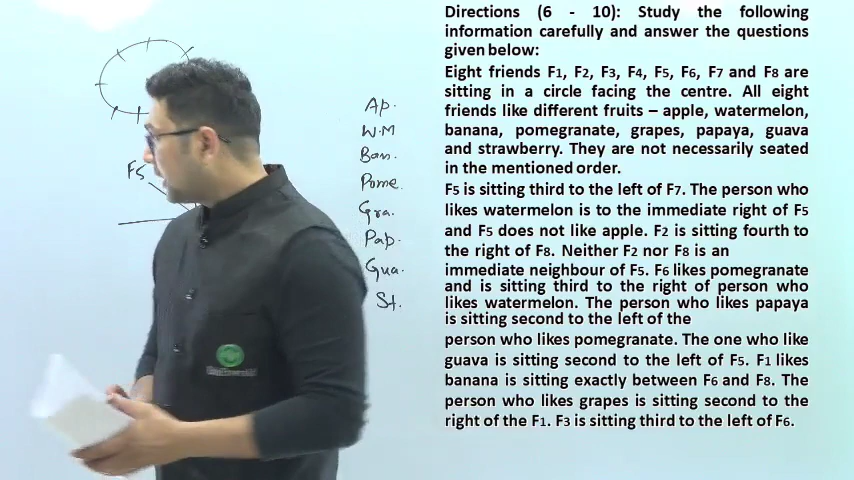 Directions (6 - 10): Study the following
information carefully and answer the questions
given below:
Eight friends F1, F2, F3, F4, F5, F6, F7 and F8 are
sitting in a circle facing the centre. All eight
friends like different fruits – apple, watermelon,
banana, pomegranate, grapes, papaya, guava
and strawberry. They are not necessarily seated
in the mentioned order.
F5 is sitting third to the left of F7. The person who
likes watermelon is to the immediate right of F5
and F5 does not like apple. F2 is sitting fourth to
the right of F8. Neither F2 nor F8 is an
immediate neighbour of F5. F6 likes pomegranate
and is sitting third to the right of person who
likes watermelon. The person who likes papaya
is sitting second to the left of the
person who likes pomegranate. The one who like
guava is sitting second to the left of F5. F1 likes
banana is sitting exactly between F6 and F8. The
person who likes grapes is sitting second to the
right of the F1. F3 is sitting third to the left of F6.
Ap.
W.M
Ban.
Pome.
Gra.
Pap.
Gua.
St.
F5